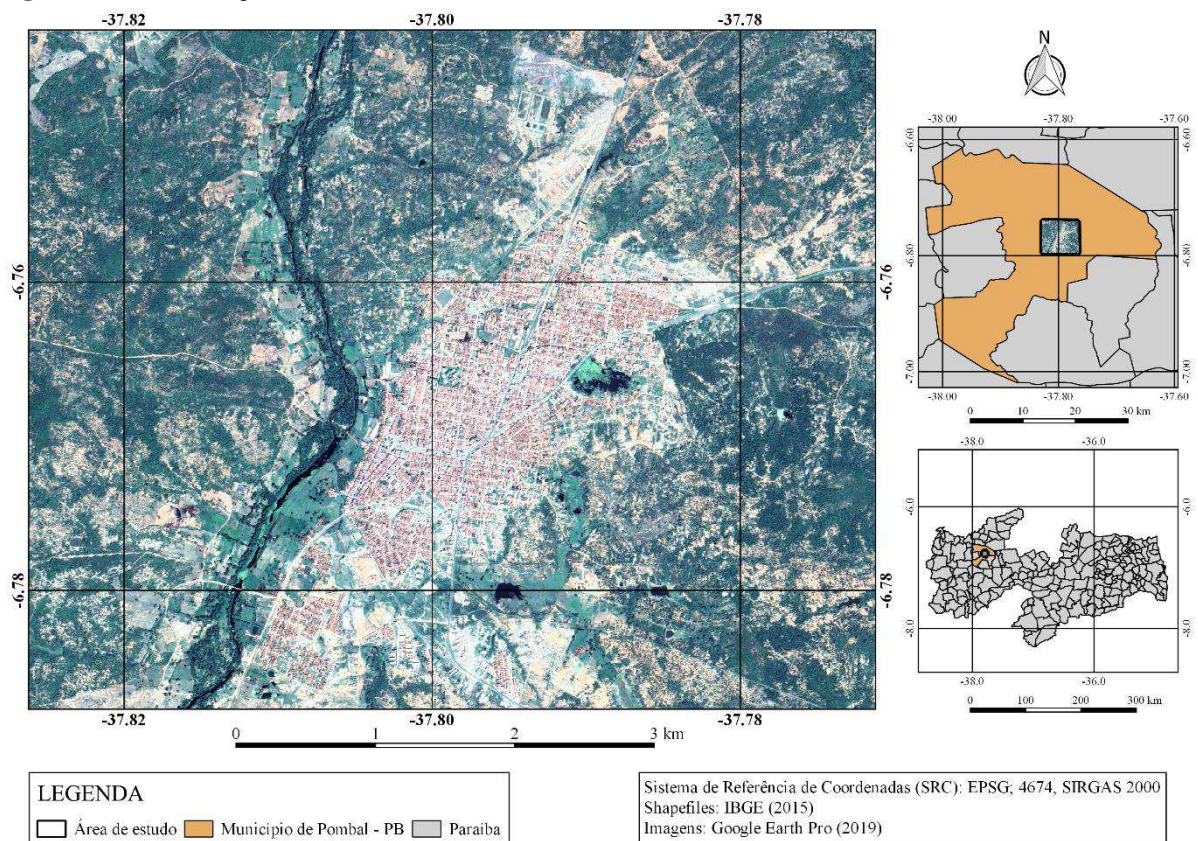 -37.82 -37.80 -37.78
-6.76 -6.76
-6.78 -6.78
-37.82 -37.80 -37.78
0 1 2 3 km
N
-38.00 -37.80 -37.60
-6.60 -6.60
-6.80 -6.80
-7.00 -7.00
-38.00 -37.80 -37.60
0 10 20 30 km
-38.0 -36.0
-6.0 -6.0
-8.0 -8.0
-38.0 -36.0
0 100 200 300 km
LEGENDA
Área de estudo Municipio de Pombal - PB Paraiba
Sistema de Referência de Coordenadas (SRC): EPSG; 4674, SIRGAS 2000
Shapefiles: IBGE (2015)
Imagens: Google Earth Pro (2019)